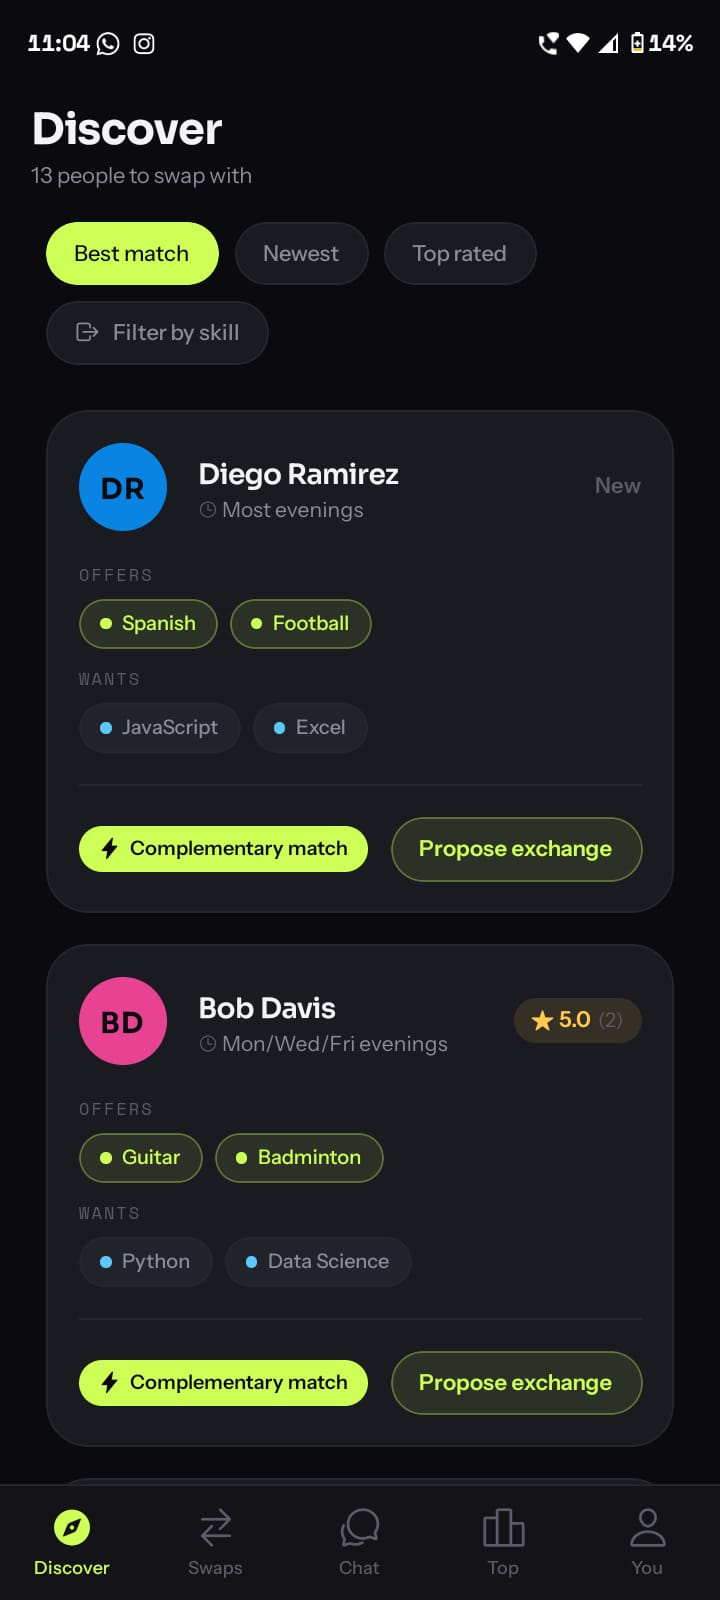 11:04 14%
Discover
13 people to swap with
Best match Newest Top rated
Filter by skill
DR Diego Ramirez New
Most evenings
OFFERS
Spanish Football
WANTS
JavaScript Excel
Complementary match Propose exchange
BD Bob Davis 5.0 (2)
Mon/Wed/Fri evenings
OFFERS
Guitar Badminton
WANTS
Python Data Science
Complementary match Propose exchange
Discover Swaps Chat Top You